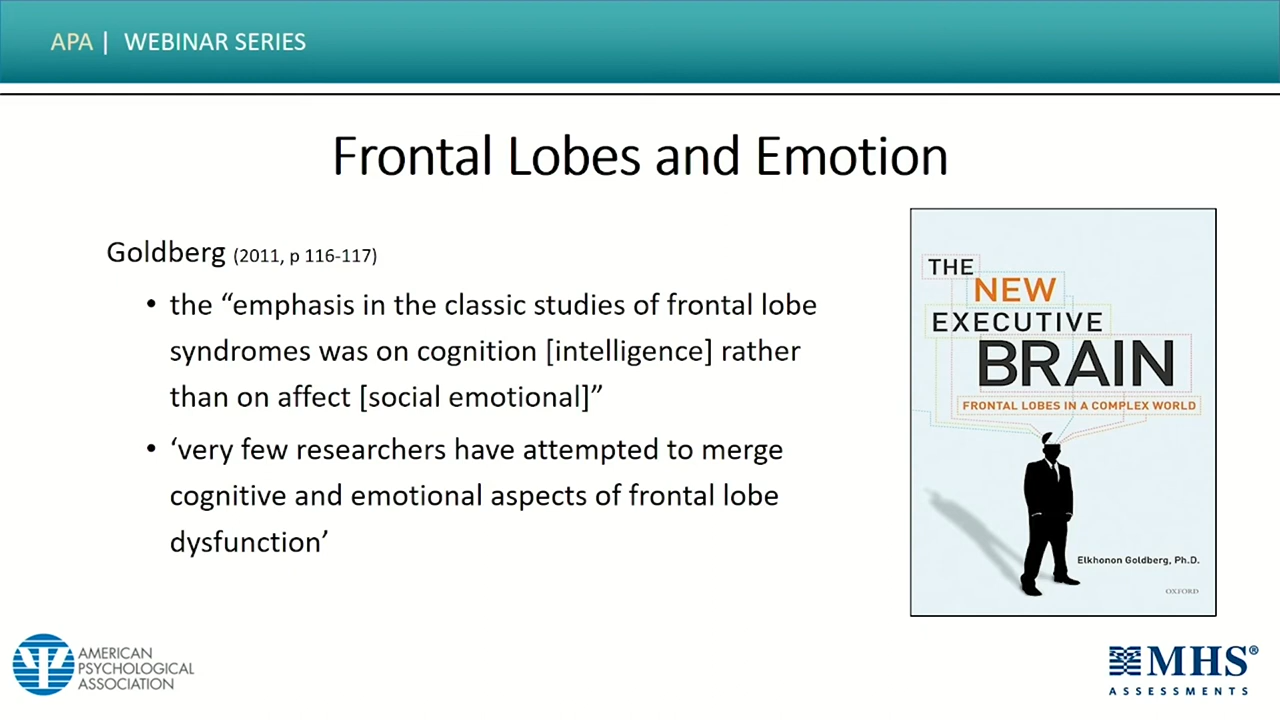 APA | WEBINAR SERIES
Frontal Lobes and Emotion
Goldberg (2011, p 116-117)
• the “emphasis in the classic studies of frontal lobe
syndromes was on cognition [intelligence] rather
than on affect [social emotional]”
• ‘very few researchers have attempted to merge
cognitive and emotional aspects of frontal lobe
dysfunction’
THE
NEW
EXECUTIVE
BRAIN
FRONTAL LOBES IN A COMPLEX WORLD
Elkhonon Goldberg, Ph.D.
OXFORD
AMERICAN
PSYCHOLOGICAL
ASSOCIATION
MHS®
ASSESSMENTS